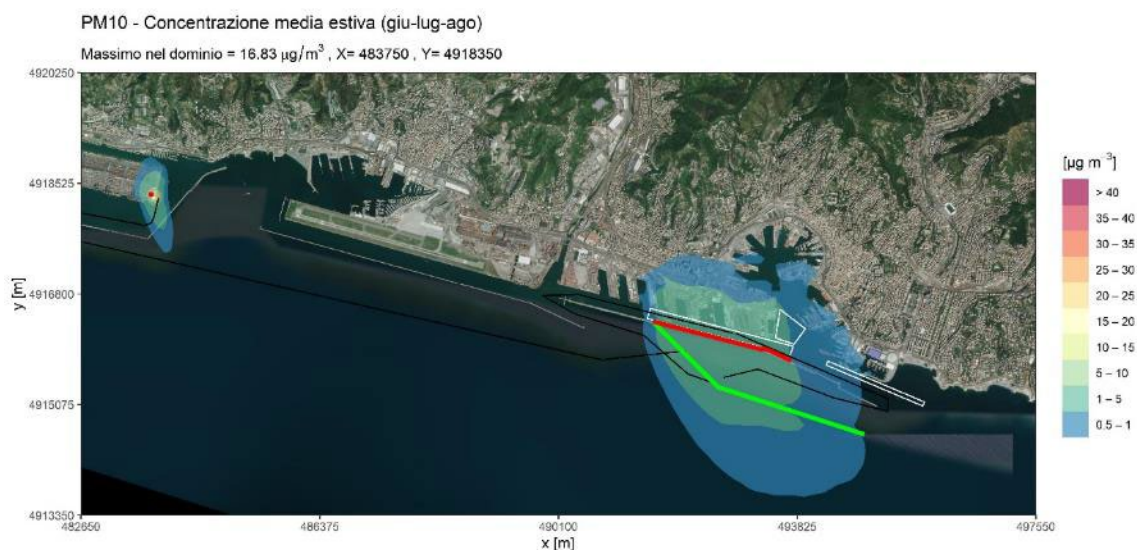 PM10 - Concentrazione media estiva (giu-lug-ago)
Massimo nel dominio = 16.83 μg/m³ , X= 483750 , Y= 4918350
4920250
4918525
4916800
4915075
4913350
y [m]
482650
486375
490100
493825
497550
x [m]
[μg m⁻³]
> 40
35 – 40
30 – 35
25 – 30
20 – 25
15 – 20
10 – 15
5 – 10
1 – 5
0.5 – 1